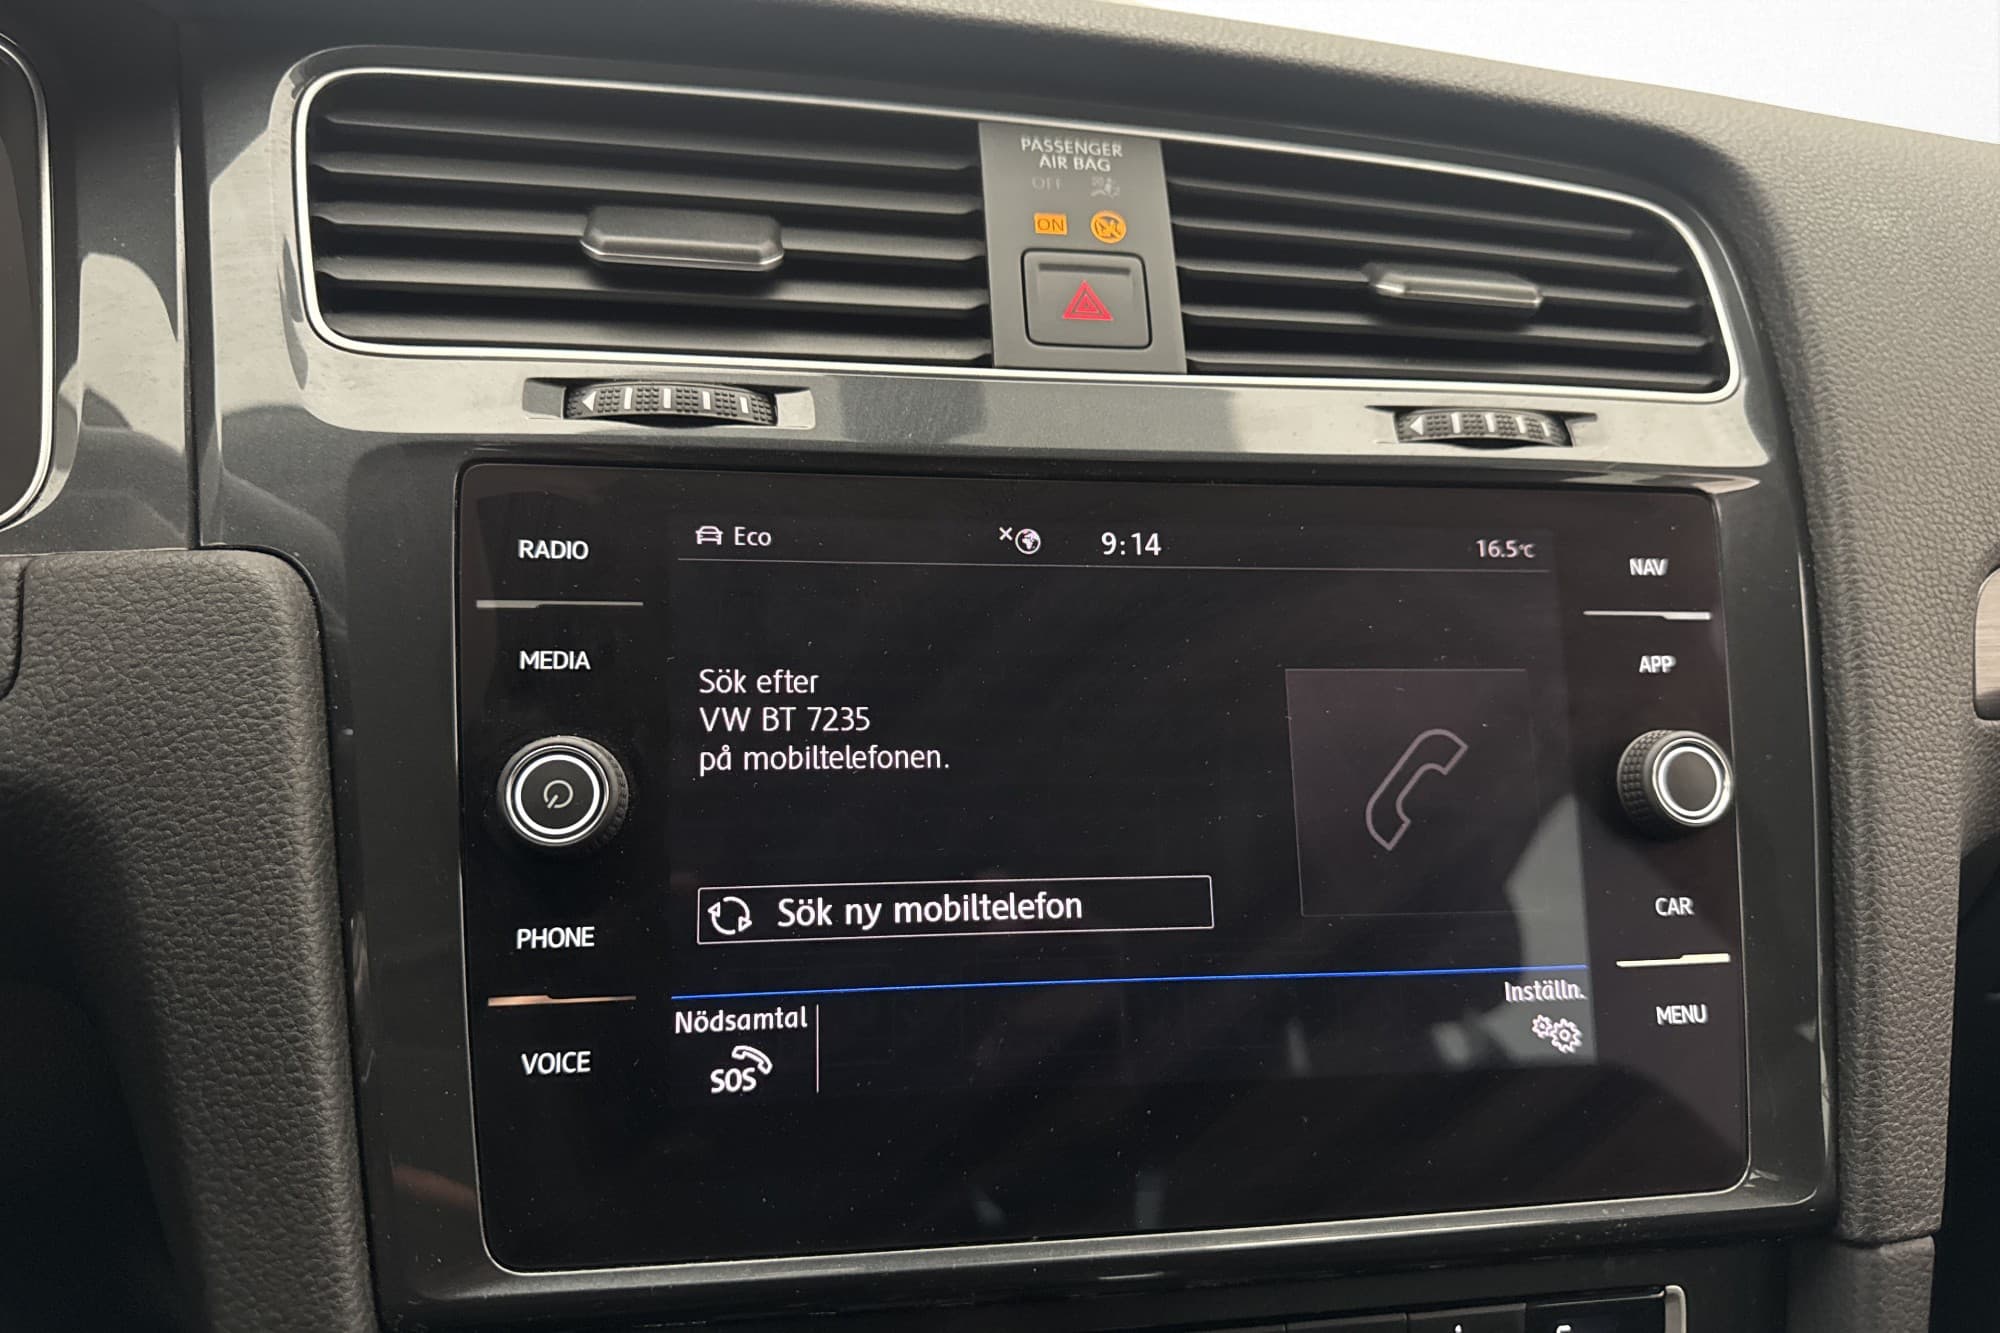 PASSENGER
AIR BAG
OFF
ON
RADIO
MEDIA
PHONE
VOICE
Eco
9:14
16.5°C
Sök efter
VW BT 7235
på mobiltelefonen.
Sök ny mobiltelefon
Nödsamtal
SOS
Inställn.
NAV
APP
CAR
MENU